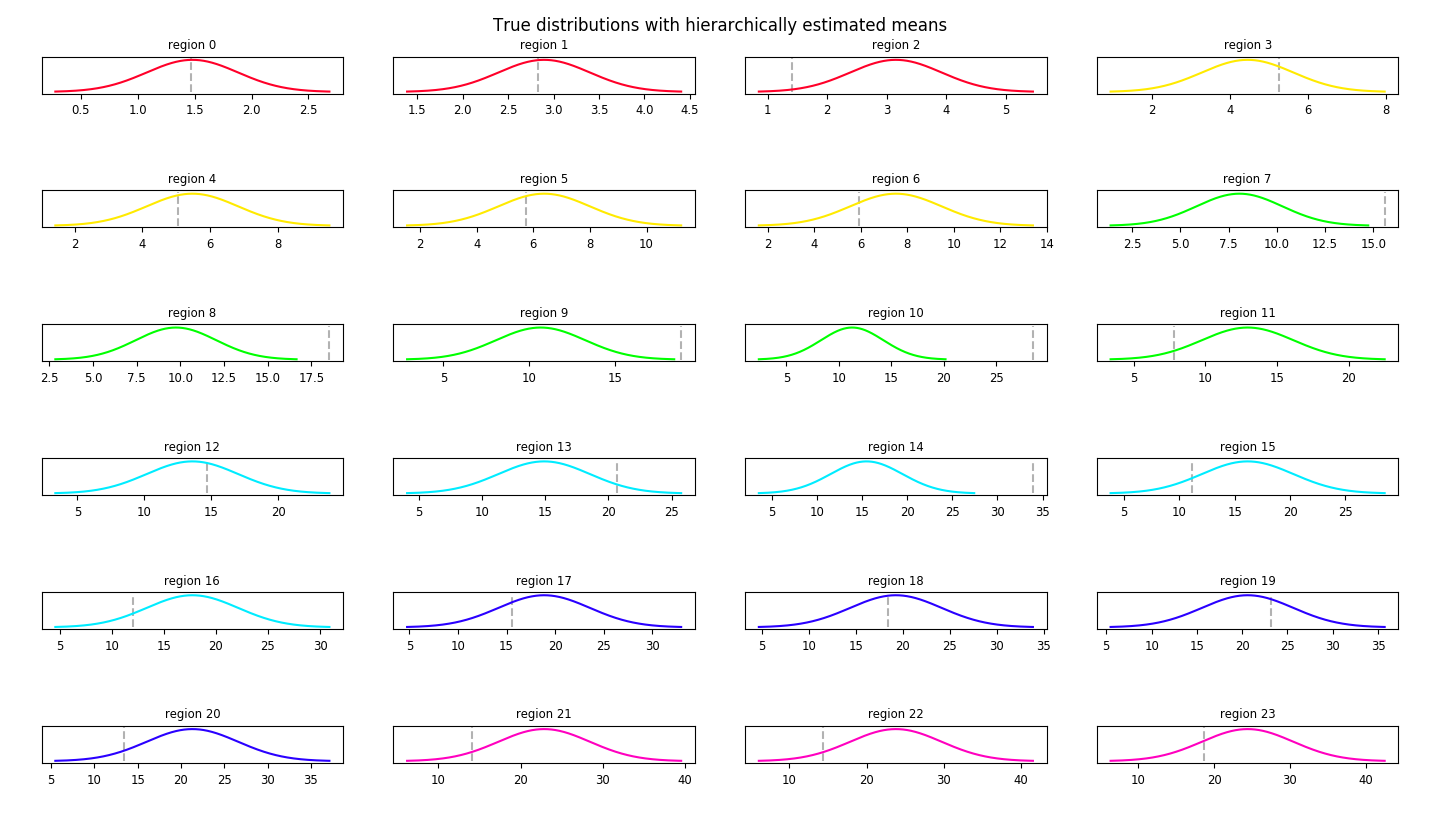 True distributions with hierarchically estimated means
region 0 region 1 region 2 region 3
0.5 1.0 1.5 2.0 2.5 1.5 2.0 2.5 3.0 3.5 4.0 4.5 1 2 3 4 5 2 4 6 8
region 4 region 5 region 6 region 7
2 4 6 8 2 4 6 8 10 2 4 6 8 10 12 14 2.5 5.0 7.5 10.0 12.5 15.0
region 8 region 9 region 10 region 11
2.5 5.0 7.5 10.0 12.5 15.0 17.5 5 10 15 5 10 15 20 25 5 10 15 20
region 12 region 13 region 14 region 15
5 10 15 20 5 10 15 20 25 5 10 15 20 25 30 35 5 10 15 20 25
region 16 region 17 region 18 region 19
5 10 15 20 25 30 5 10 15 20 25 30 5 10 15 20 25 30 35 5 10 15 20 25 30 35
region 20 region 21 region 22 region 23
5 10 15 20 25 30 35 10 20 30 40 10 20 30 40 10 20 30 40